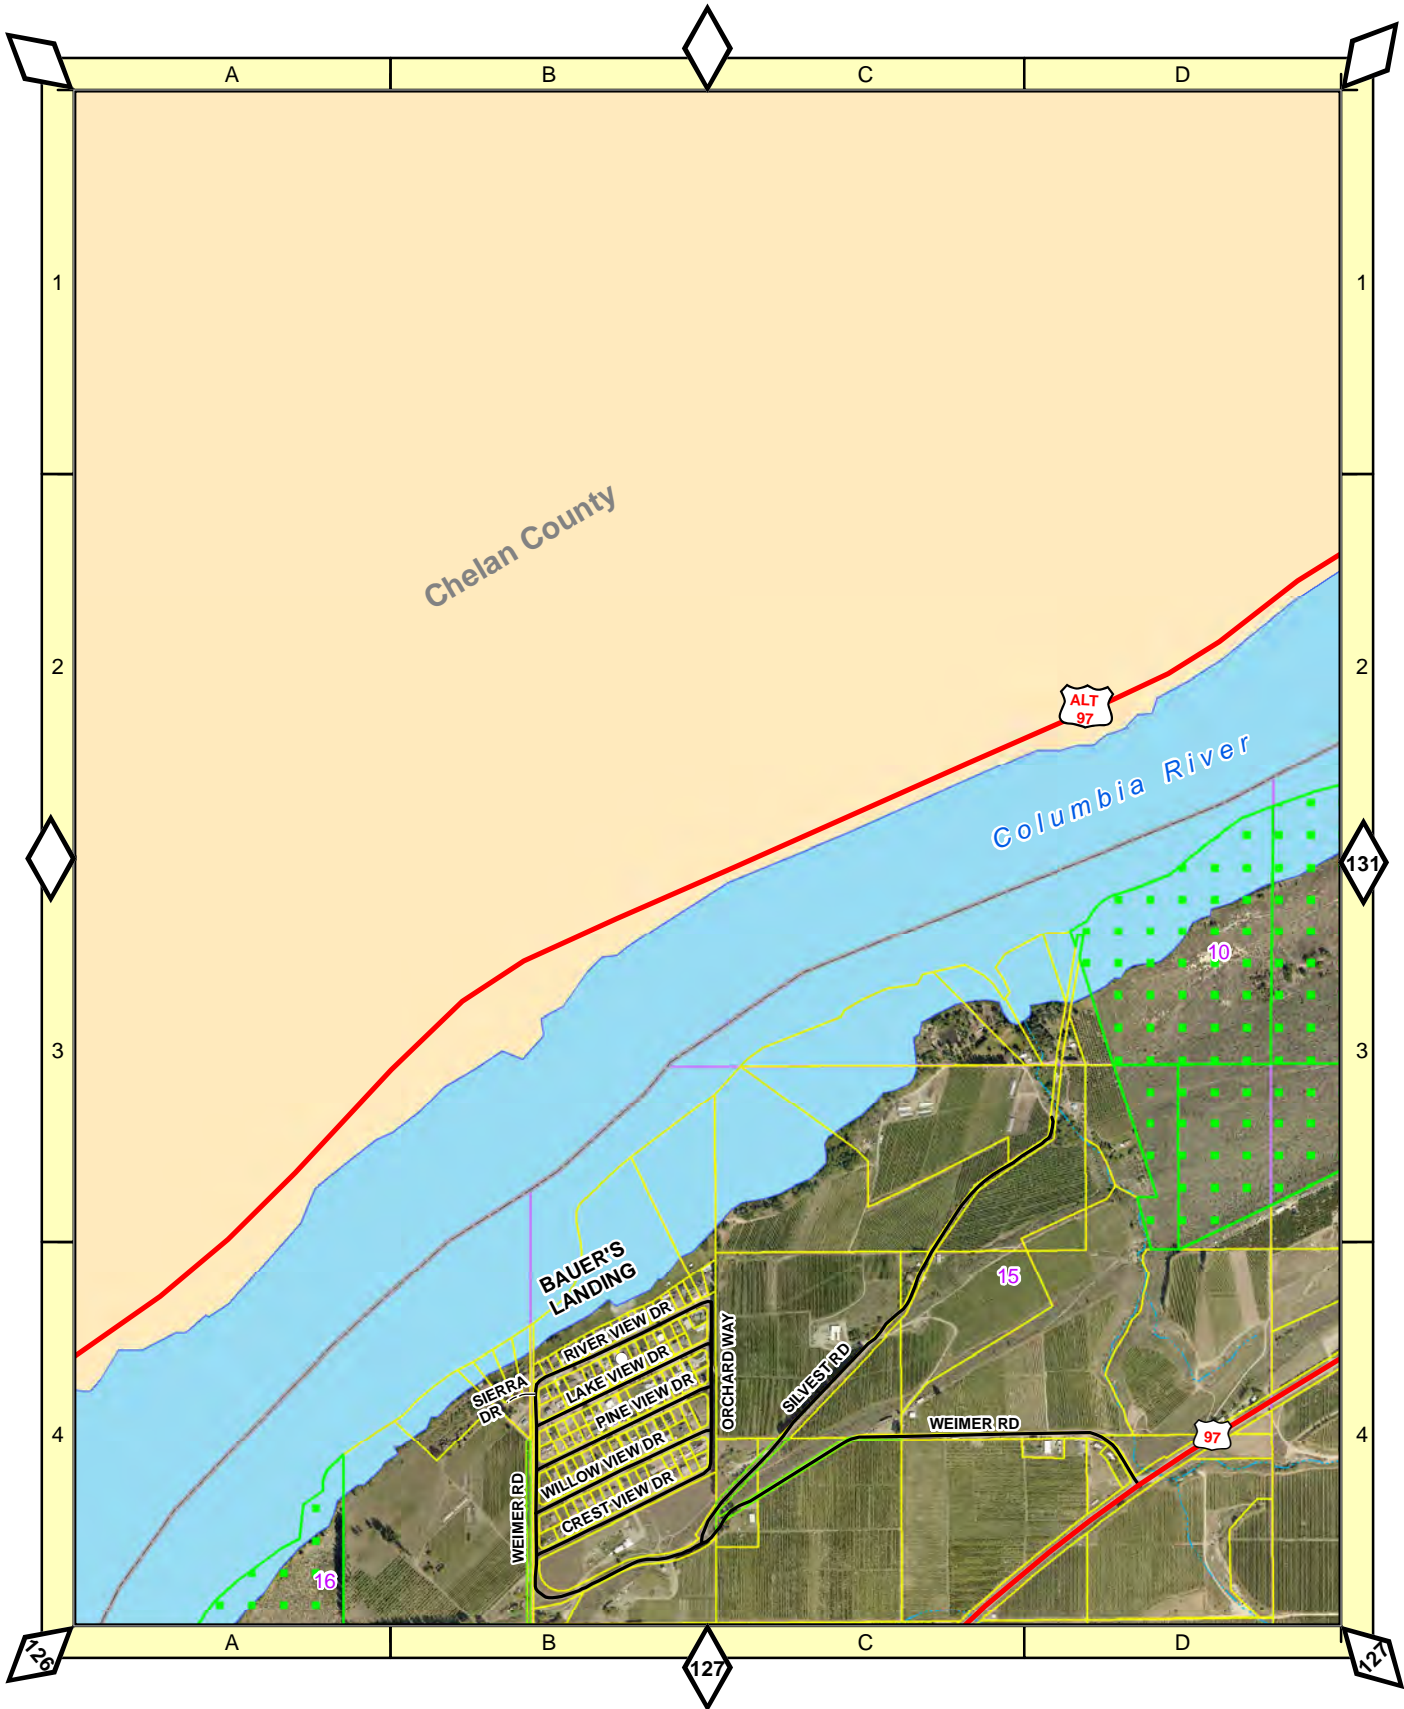 A
B
C
D
1
1
Chelan County
2
2
ALT
97
Columbia River
131
10
3
3
15
BAUER'S
LANDING
RIVER VIEW DR
LAKE VIEW DR
SIERRA
DR
PINE VIEW DR
ORCHARD WAY
SILVEST RD
WEIMER RD
97
4
4
WILLOW VIEW DR
CREST VIEW DR
WEIMER RD
16
A
B
C
D
126
127
127